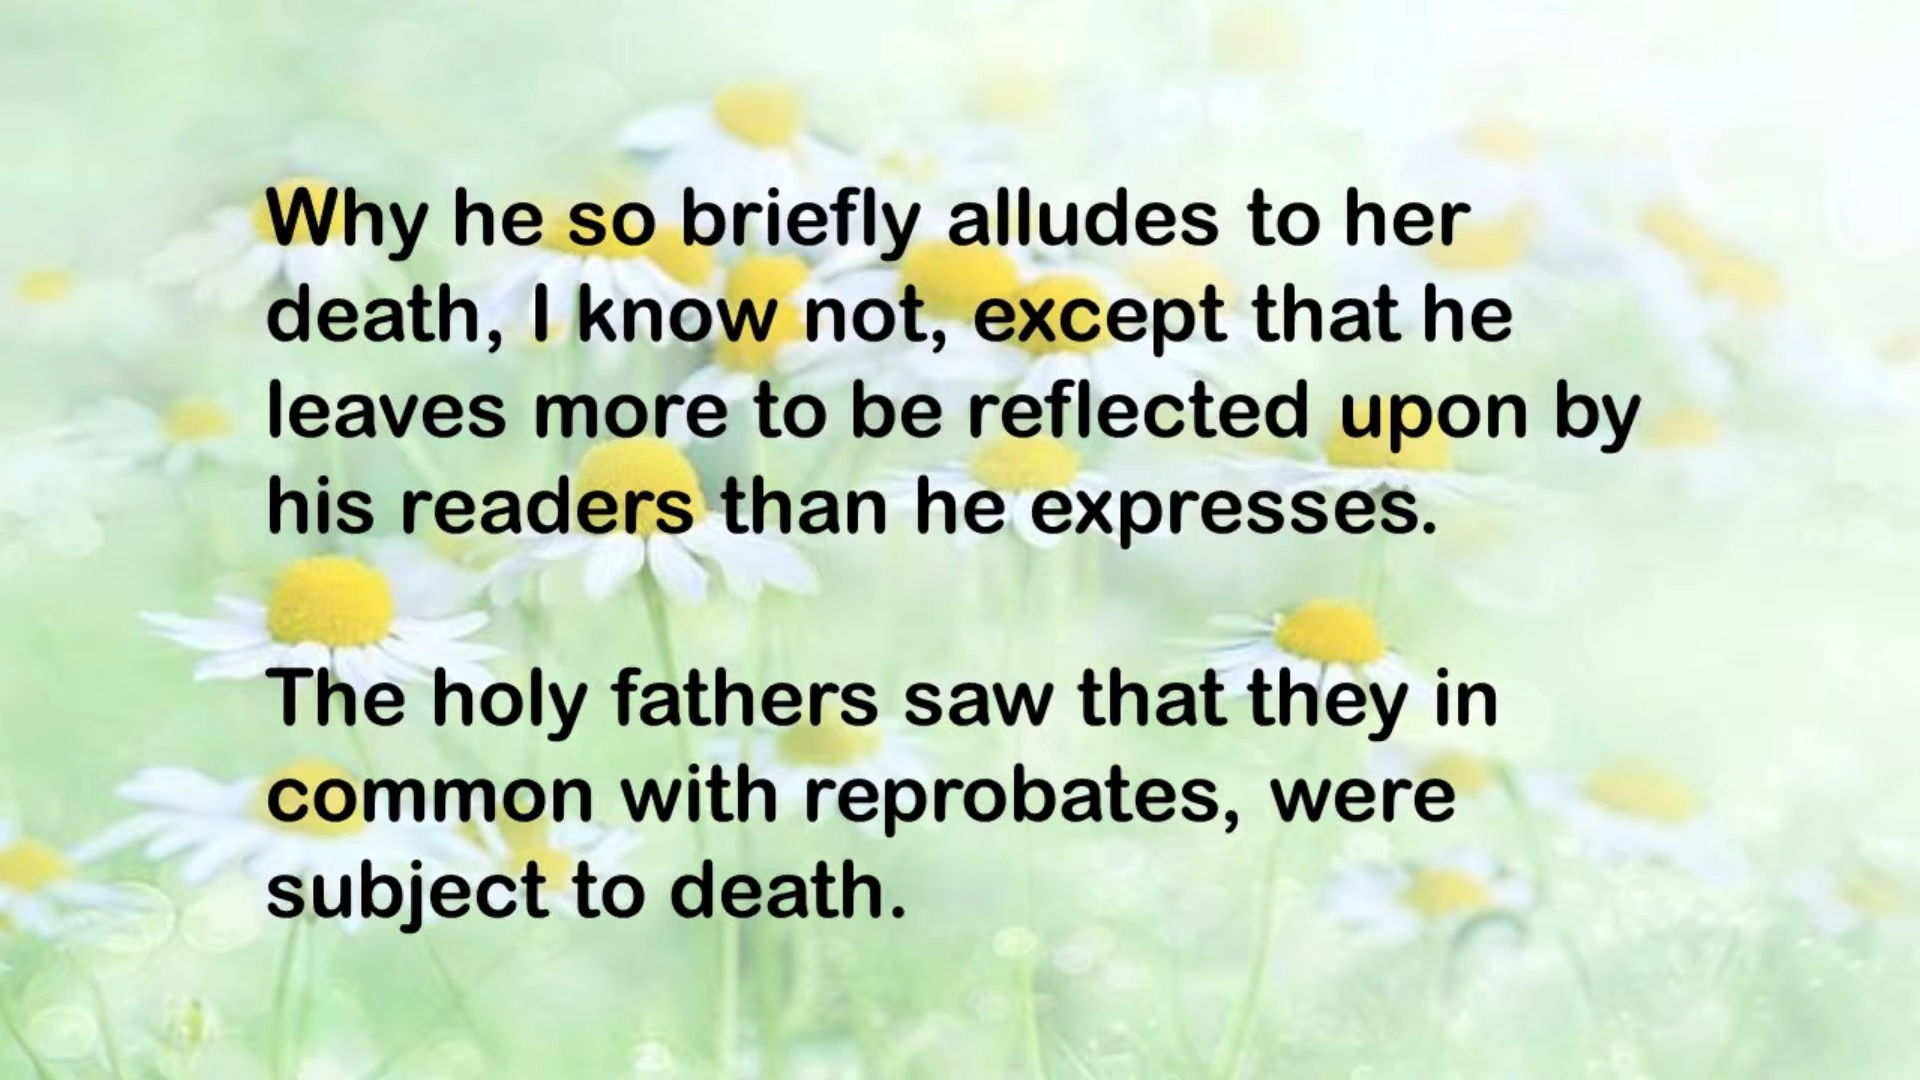 Why he so briefly alludes to her
death, I know not, except that he
leaves more to be reflected upon by
his readers than he expresses.
The holy fathers saw that they in
common with reprobates, were
subject to death.